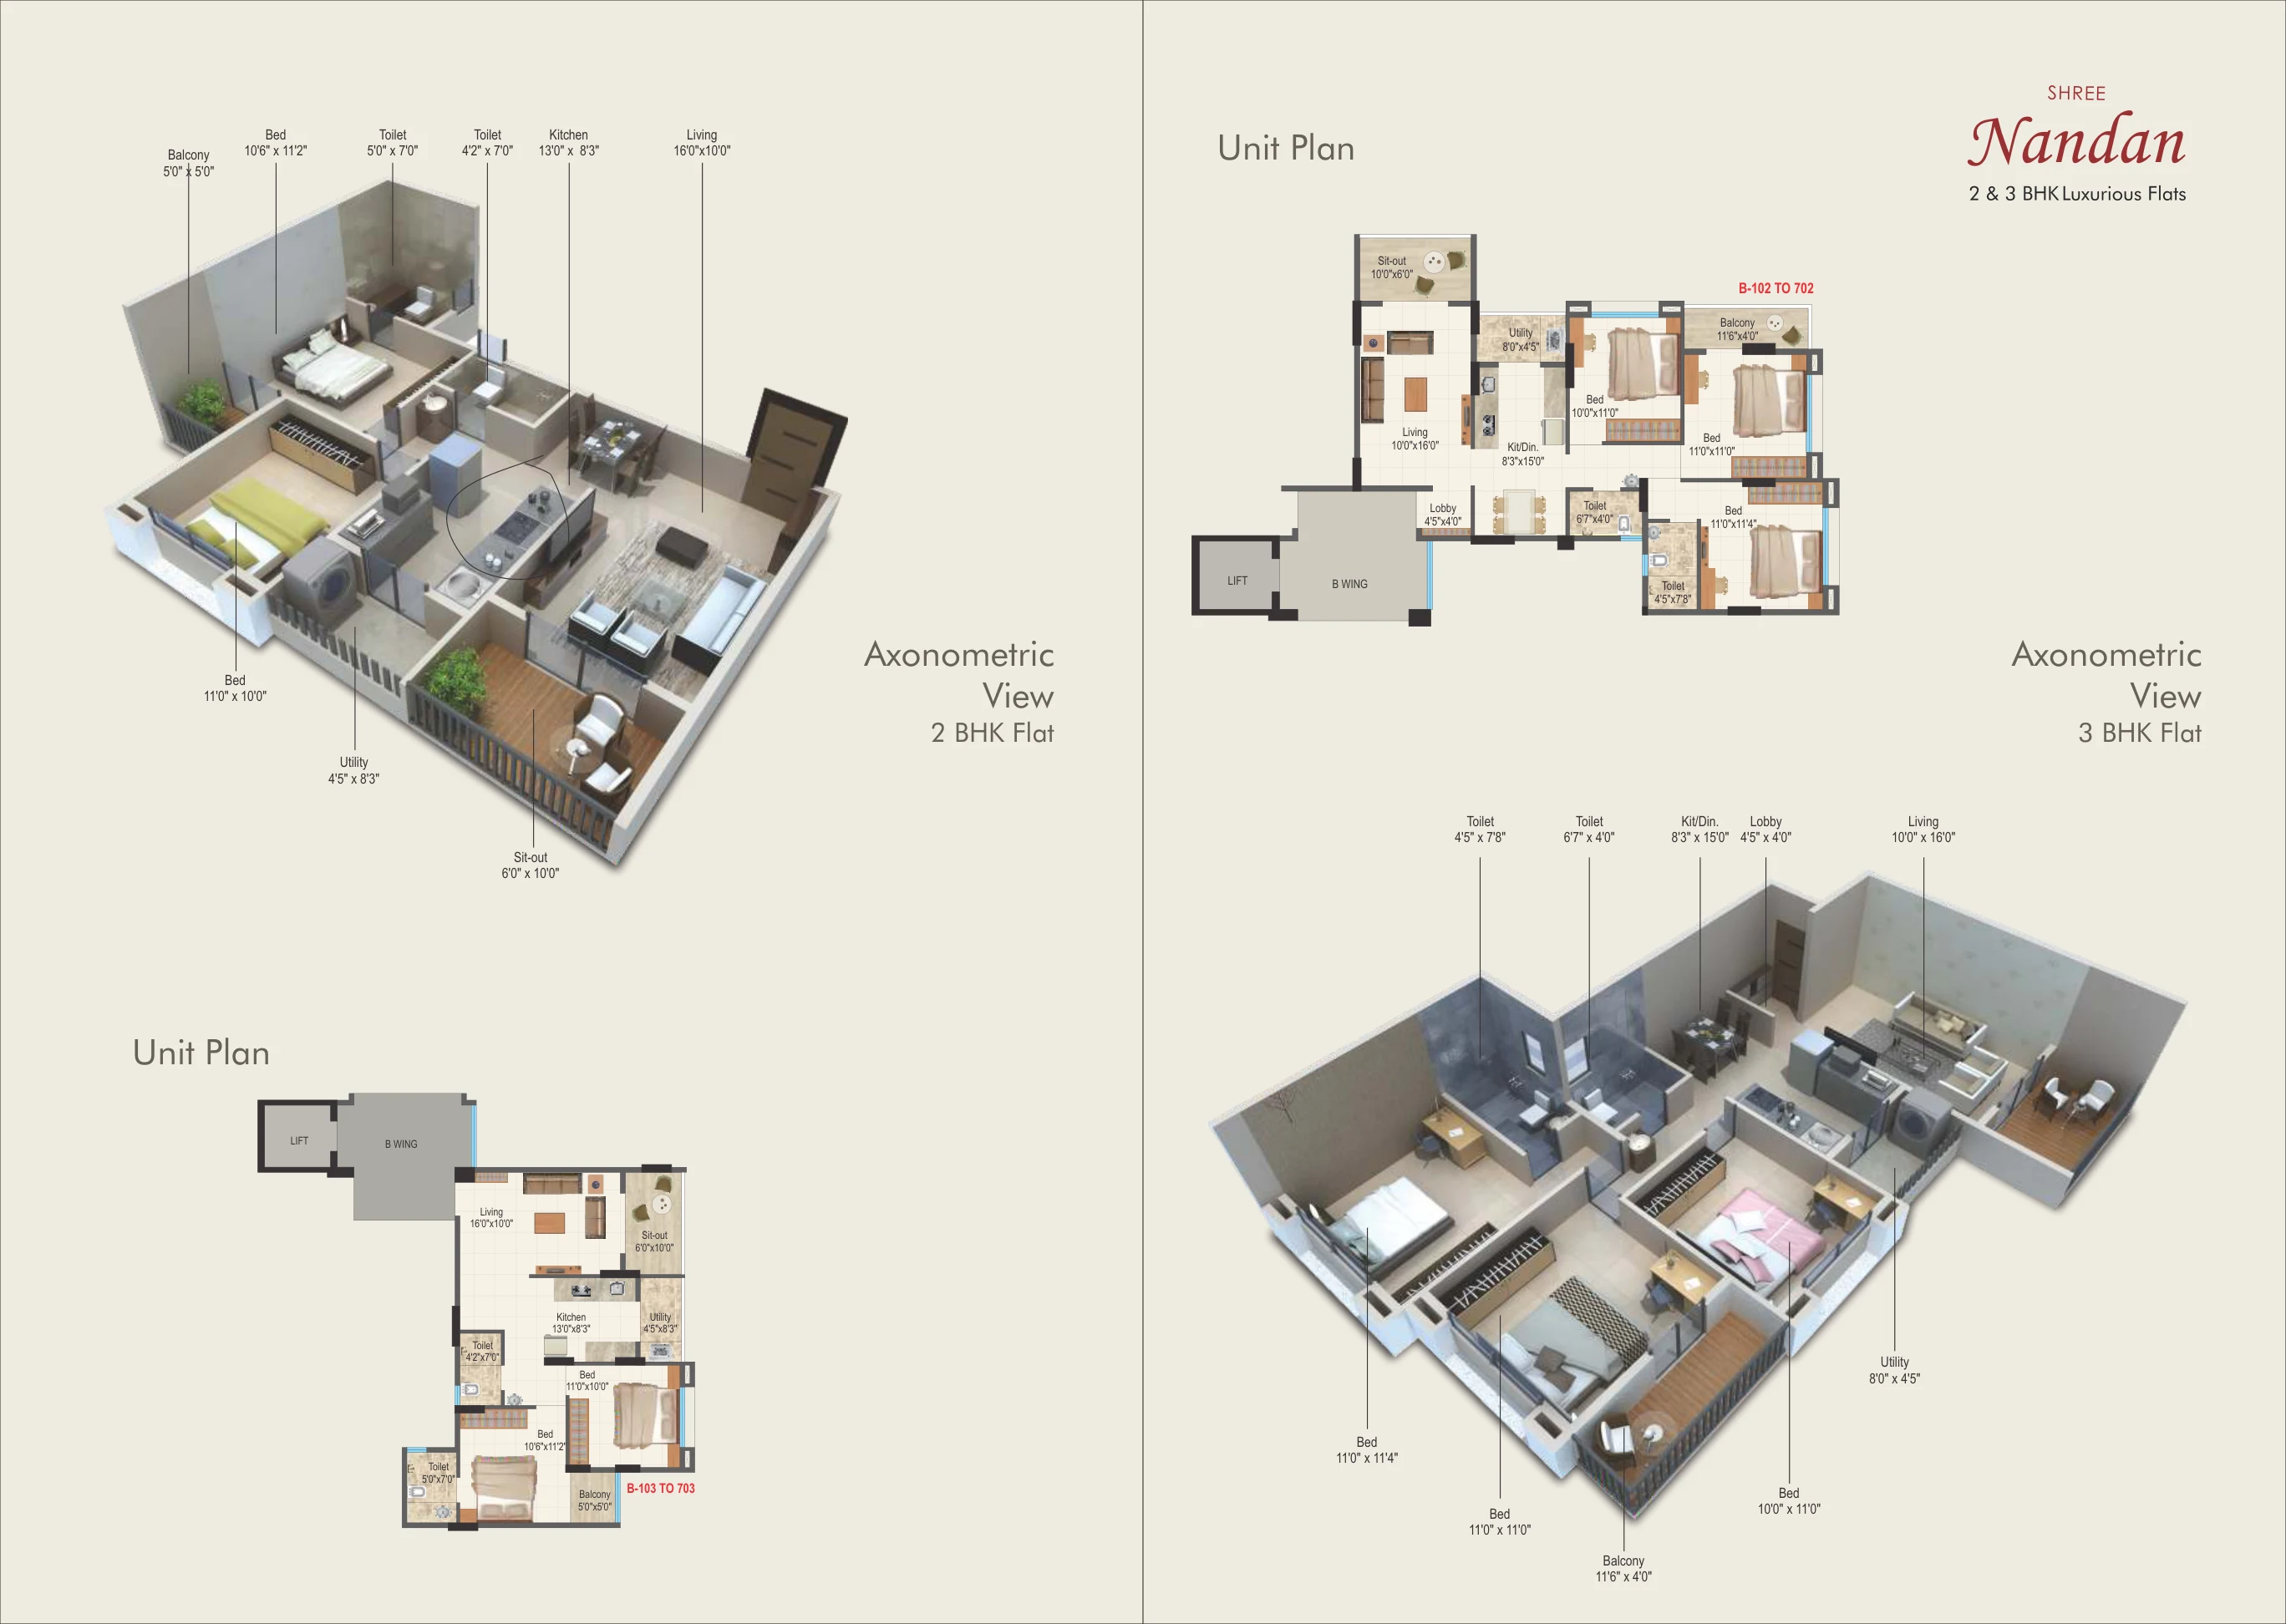 Balcony
5'0" x 5'0"
Bed
10'6" x 11'2"
Toilet
5'0" x 7'0"
Toilet
4'2" x 7'0"
Kitchen
13'0" x 8'3"
Living
16'0"x10'0"
Bed
11'0" x 10'0"
Utility
4'5" x 8'3"
Sit-out
6'0" x 10'0"
Axonometric
View
2 BHK Flat
Unit Plan
LIFT
B WING
Living
16'0"x10'0"
Sit-out
6'0"x10'0"
Kitchen
13'0"x8'3"
Utility
4'5"x8'3"
Toilet
4'2"x7'0"
Bed
11'0"x10'0"
Bed
10'6"x11'2"
Toilet
5'0"x7'0"
Balcony
5'0"x5'0"
B-103 TO 703
SHREE
Nandan
2 & 3 BHK Luxurious Flats
Unit Plan
Sit-out
10'0"x6'0"
B-102 TO 702
Utility
8'0"x4'5"
Balcony
11'6"x4'0"
Bed
10'0"x11'0"
Living
10'0"x16'0"
Kit/Din.
8'3"x15'0"
Bed
11'0"x11'0"
Lobby
4'5"x4'0"
Toilet
6'7"x4'0"
Bed
11'0"x11'4"
Toilet
4'5"x7'8"
LIFT
B WING
Axonometric
View
3 BHK Flat
Toilet
4'5" x 7'8"
Toilet
6'7" x 4'0"
Kit/Din.
8'3" x 15'0"
Lobby
4'5" x 4'0"
Living
10'0" x 16'0"
Utility
8'0" x 4'5"
Bed
11'0" x 11'4"
Bed
11'0" x 11'0"
Bed
10'0" x 11'0"
Balcony
11'6" x 4'0"